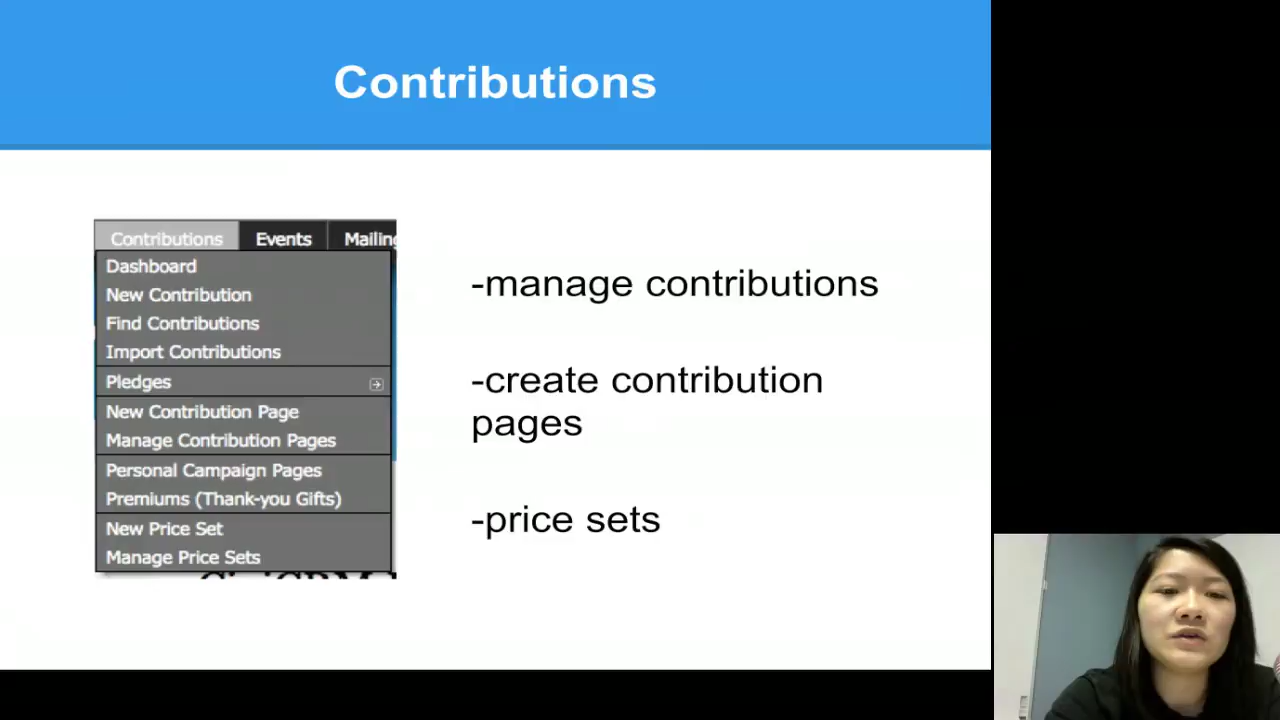 Contributions
Contributions Events Mailing
Dashboard
New Contribution
Find Contributions
Import Contributions
Pledges
New Contribution Page
Manage Contribution Pages
Personal Campaign Pages
Premiums (Thank-you Gifts)
New Price Set
Manage Price Sets
-manage contributions
-create contribution
pages
-price sets